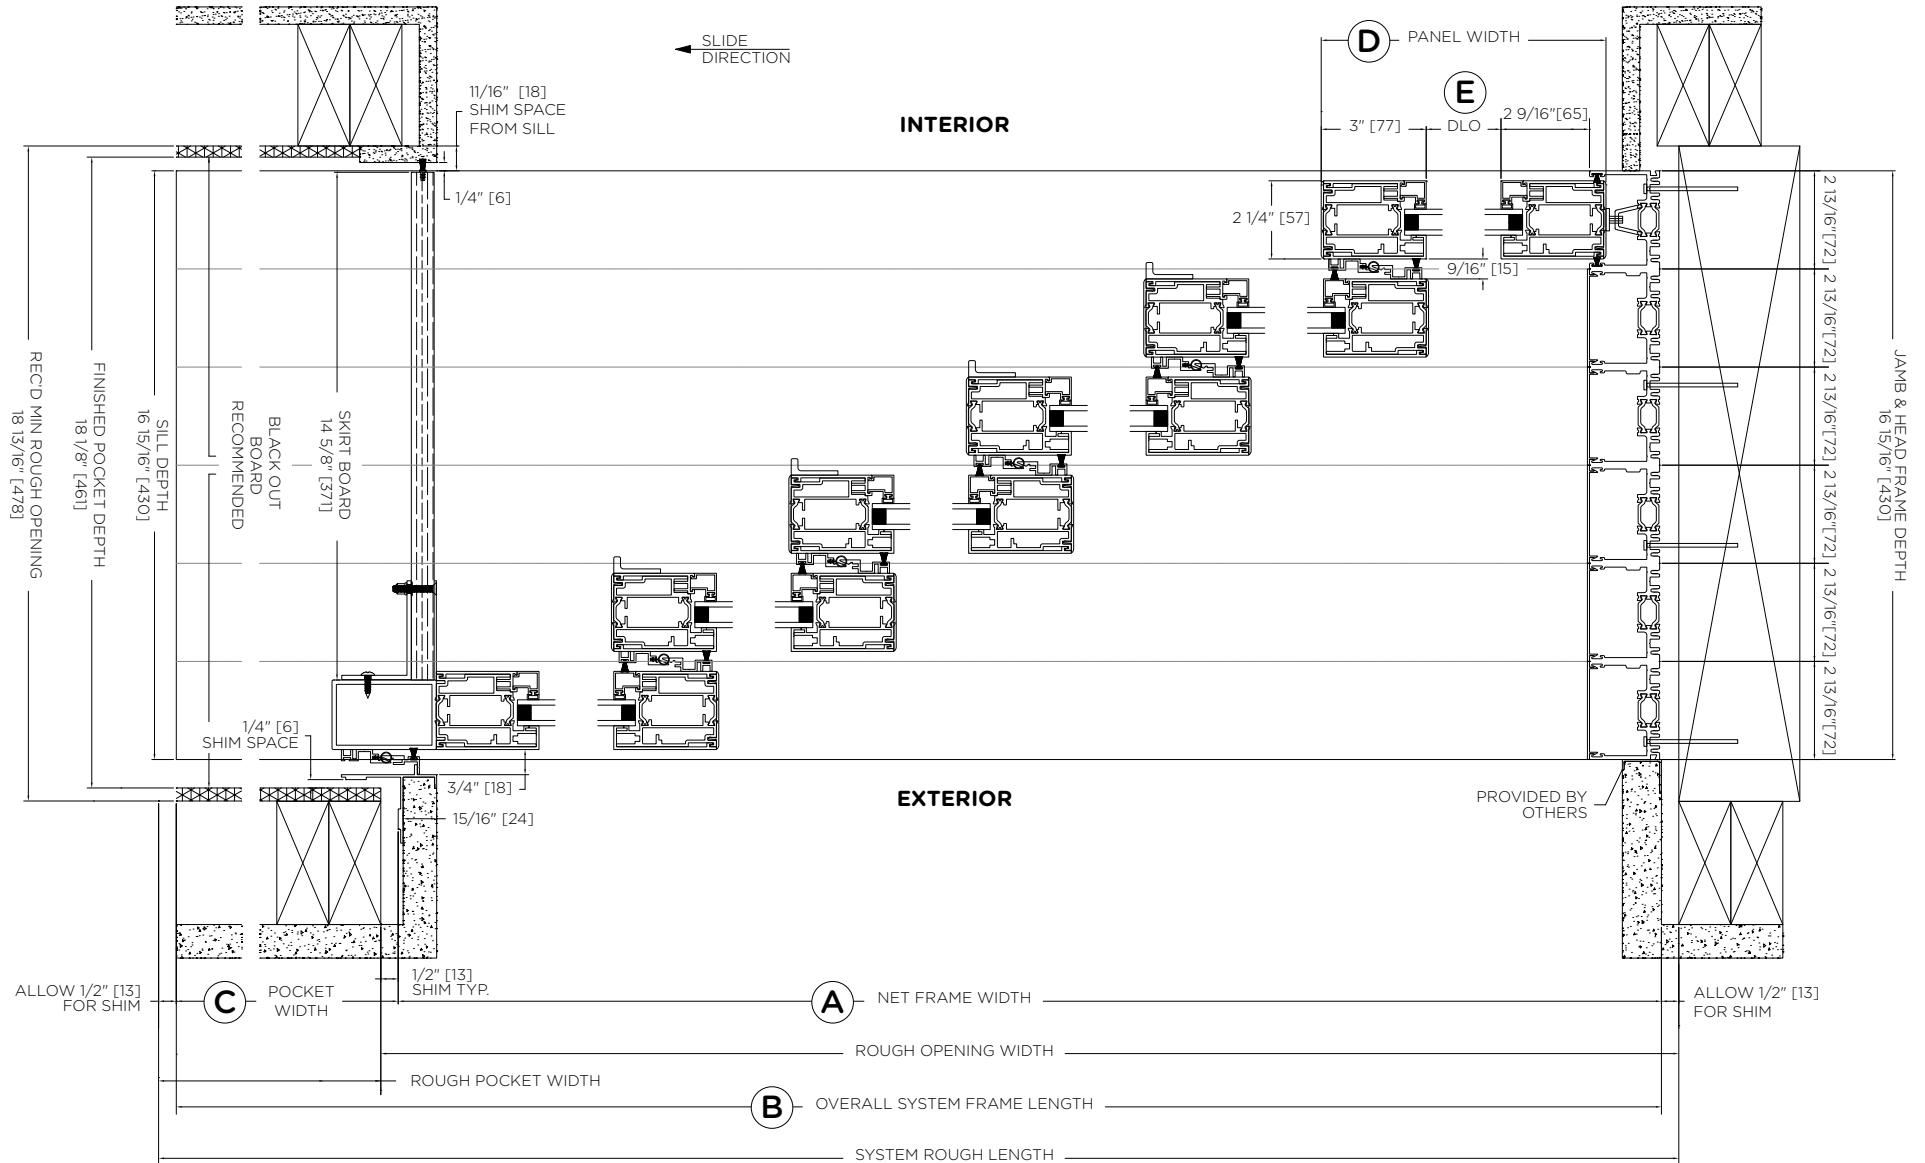 SLIDE
DIRECTION
D
PANEL WIDTH
11/16" [18]
SHIM SPACE
FROM SILL
E
INTERIOR
3" [77]
DLO
2 9/16"[65]
1/4" [6]
2 1/4" [57]
9/16" [15]
2 13/16"[72]
2 13/16"[72]
2 13/16"[72]
2 13/16"[72]
2 13/16"[72]
2 13/16"[72]
JAMB & HEAD FRAME DEPTH
16 15/16" [430]
REC'D MIN ROUGH OPENING
18 13/16" [478]
FINISHED POCKET DEPTH
18 1/8" [461]
SILL DEPTH
16 15/16" [430]
BLACK OUT
BOARD
RECOMMENDED
SKIRT BOARD
14 5/8" [371]
1/4" [6]
SHIM SPACE
3/4" [18]
15/16" [24]
EXTERIOR
PROVIDED BY
OTHERS
ALLOW 1/2" [13]
FOR SHIM
C
POCKET
WIDTH
1/2" [13]
SHIM TYP.
A
NET FRAME WIDTH
ALLOW 1/2" [13]
FOR SHIM
ROUGH OPENING WIDTH
ROUGH POCKET WIDTH
B
OVERALL SYSTEM FRAME LENGTH
SYSTEM ROUGH LENGTH